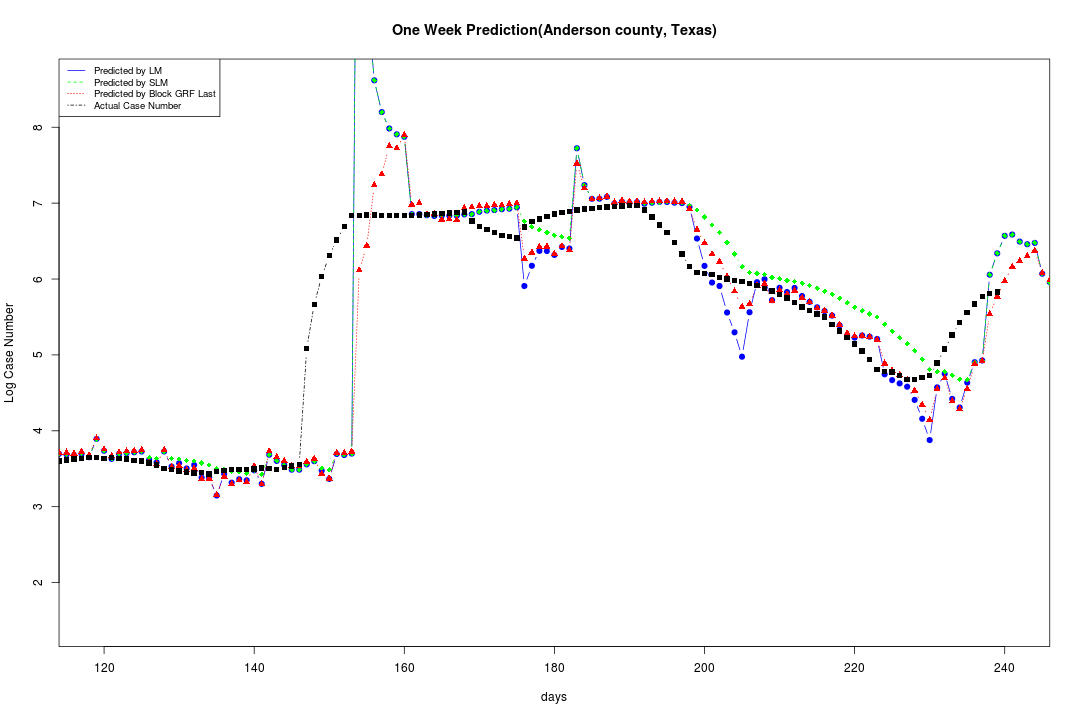 One Week Prediction(Anderson county, Texas)
Predicted by LM
Predicted by SLM
Predicted by Block GRF Last
Actual Case Number
Log Case Number
8
7
6
5
4
3
2
120 140 160 180 200 220 240
days